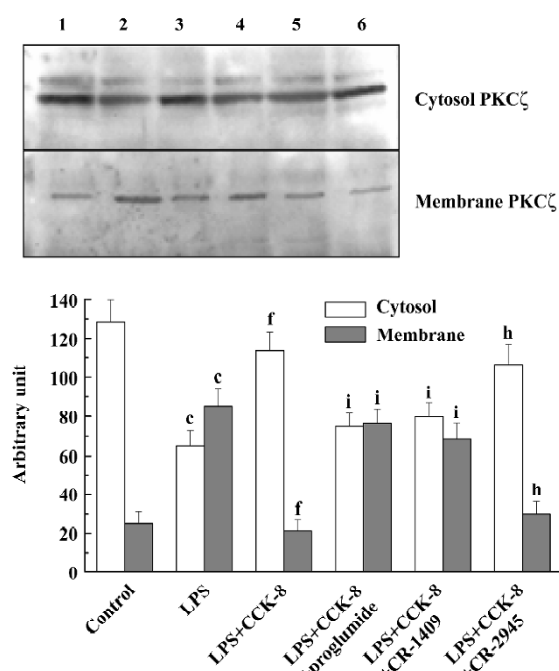 1 2 3 4 5 6
Cytosol PKCζ
Membrane PKCζ
Arbitrary unit
140
120
100
80
60
40
20
0
Cytosol
Membrane
c
c
f
f
i
i
i
i
h
h
Control
LPS
LPS+CCK-8
LPS+CCK-8
proglumide
LPS+CCK-8
CR-1409
LPS+CCK-8
CR-2945